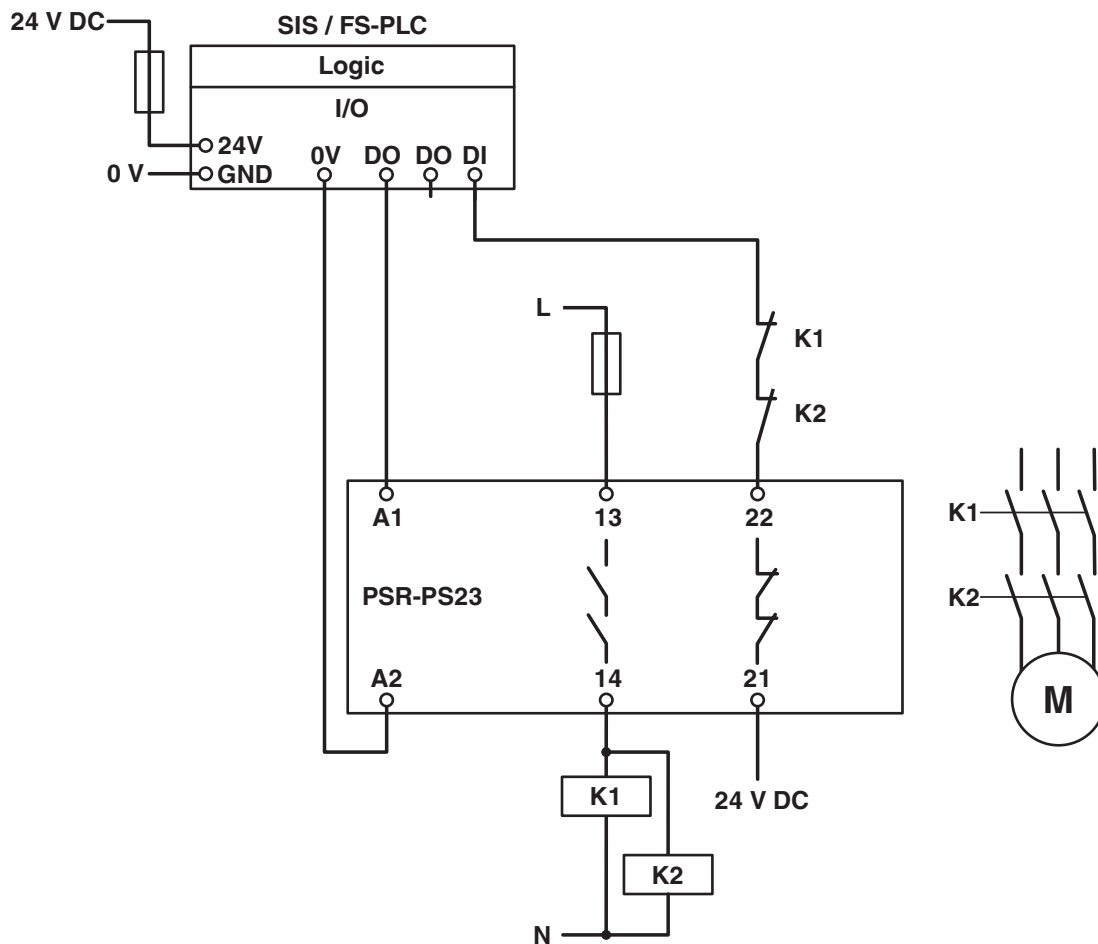 24 V DC
SIS / FS-PLC
Logic
I/O
24V
0V DO DO DI
0 V
GND
L
K1
K2
A1
13
22
PSR-PS23
K1
K2
A2
14
21
M
K1
24 V DC
K2
N